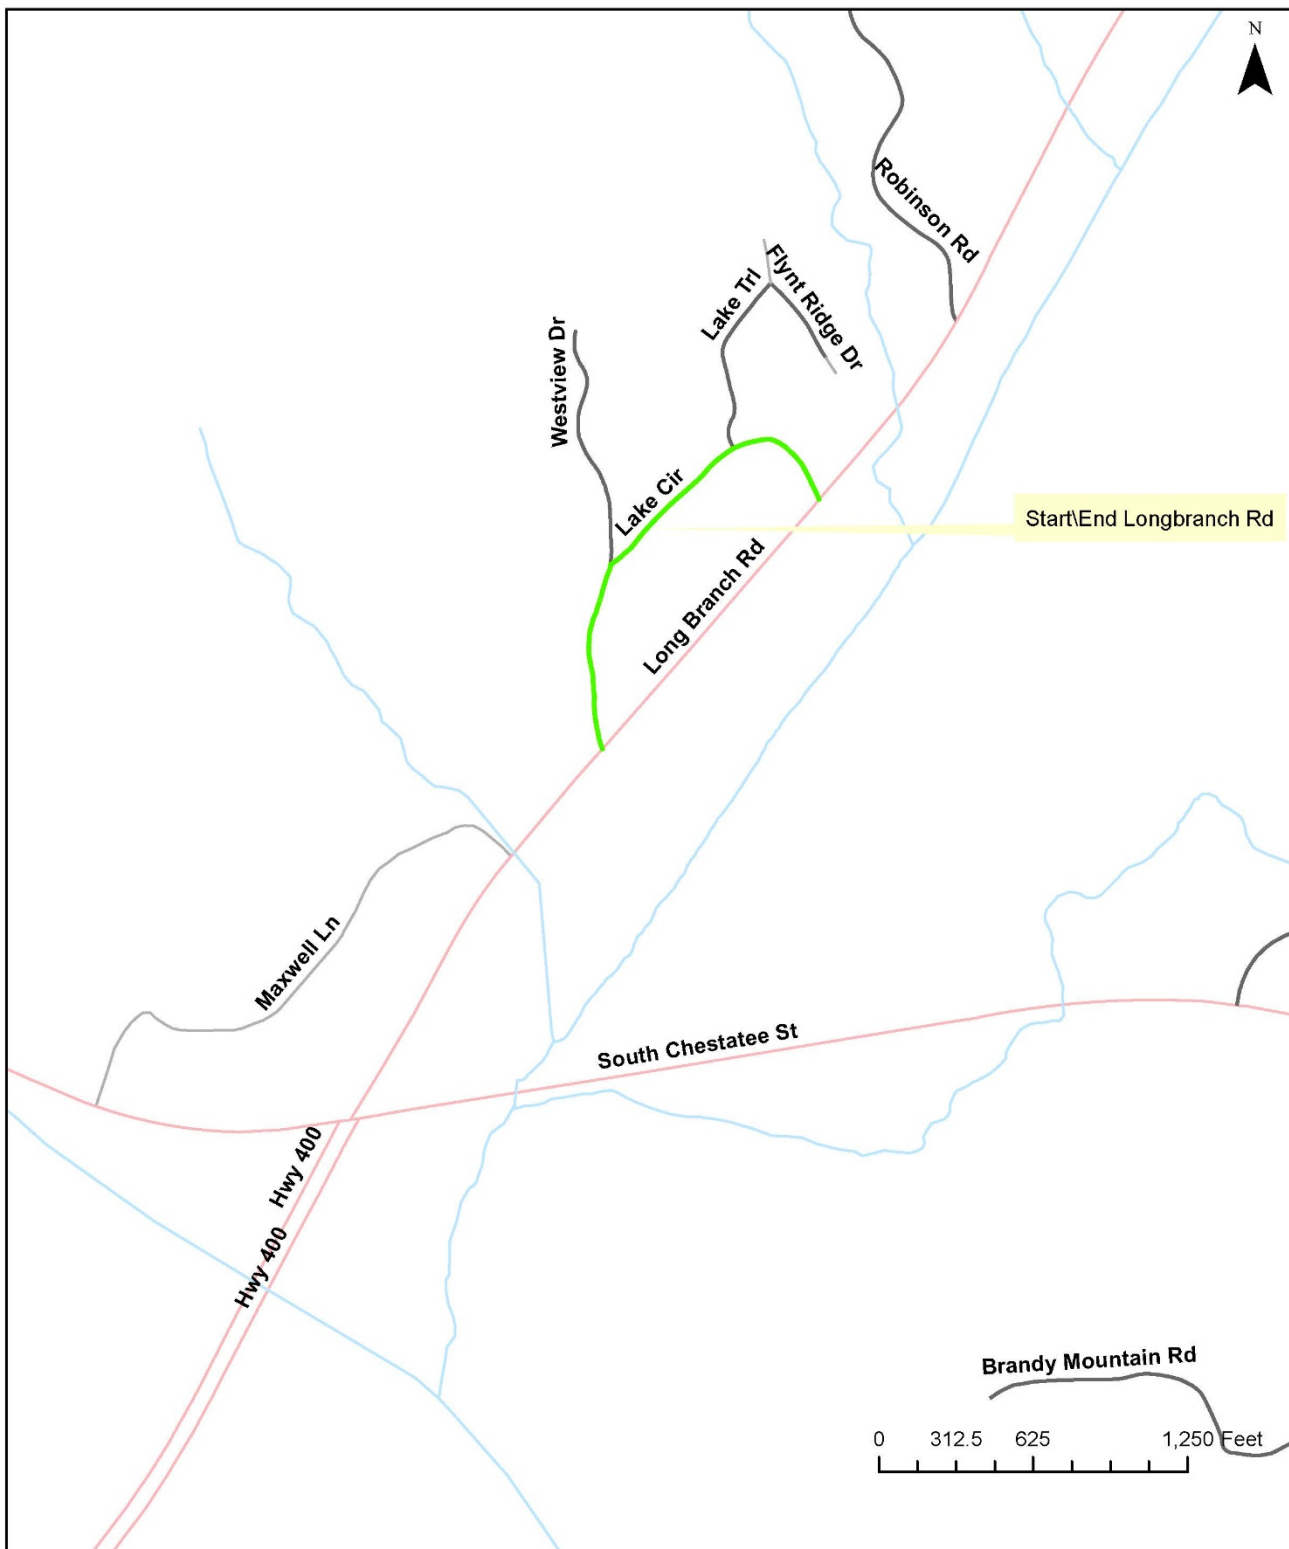 N
Robinson Rd
Flynt Ridge Dr
Lake Trl
Westview Dr
Lake Cir
Start\End Longbranch Rd
Long Branch Rd
Maxwell Ln
South Chestatee St
Hwy 400
Hwy 400
Brandy Mountain Rd
0 312.5 625 1,250 Feet